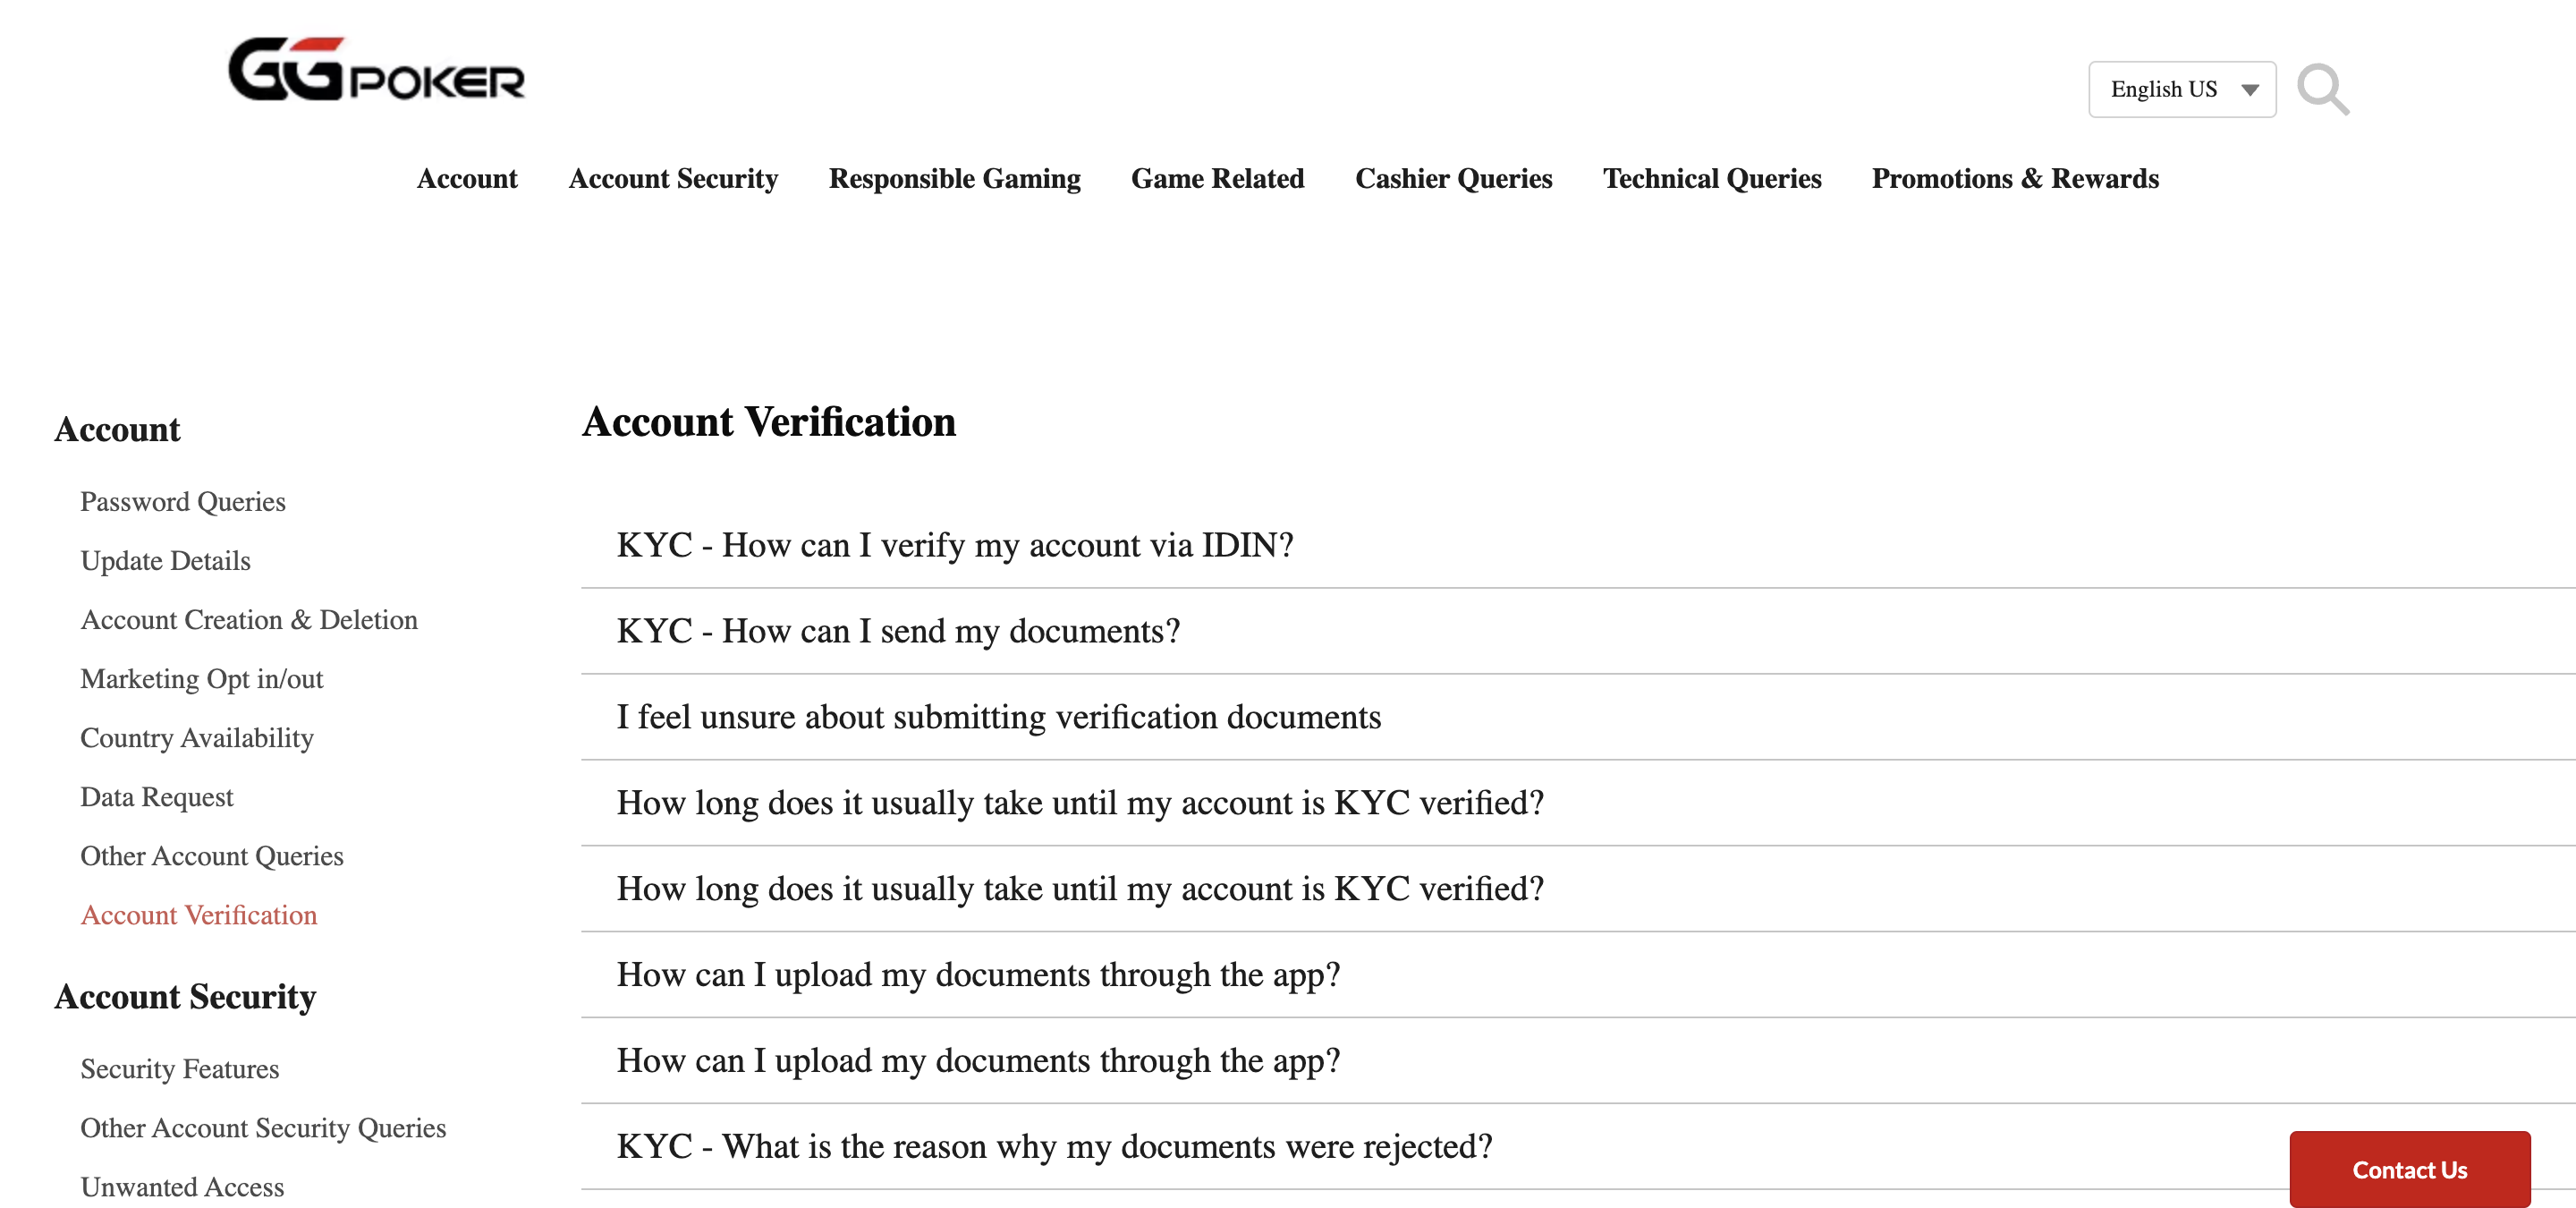 GGPOKER
English US
Account Account Security Responsible Gaming Game Related Cashier Queries Technical Queries Promotions & Rewards
Account
Password Queries
Update Details
Account Creation & Deletion
Marketing Opt in/out
Country Availability
Data Request
Other Account Queries
Account Verification
Account Security
Security Features
Other Account Security Queries
Unwanted Access
Account Verification
KYC - How can I verify my account via IDIN?
KYC - How can I send my documents?
I feel unsure about submitting verification documents
How long does it usually take until my account is KYC verified?
How long does it usually take until my account is KYC verified?
How can I upload my documents through the app?
How can I upload my documents through the app?
KYC - What is the reason why my documents were rejected?
Contact Us